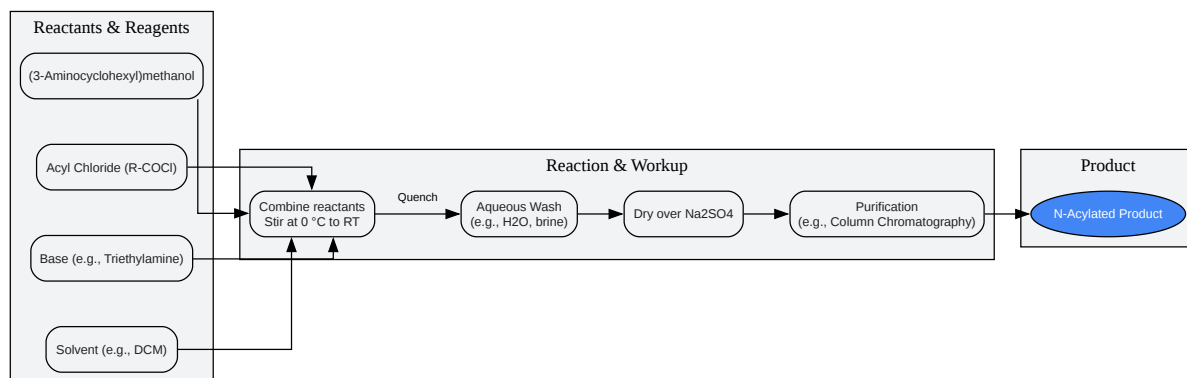 Reactants & Reagents
(3-Aminocyclohexyl)methanol
Acyl Chloride (R-COCl)
Base (e.g., Triethylamine)
Solvent (e.g., DCM)
Reaction & Workup
Combine reactants
Stir at 0 °C to RT
Quench
Aqueous Wash
(e.g., H2O, brine)
Dry over Na2SO4
Purification
(e.g., Column Chromatography)
Product
N-Acylated Product